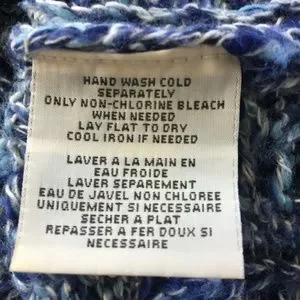 HAND WASH COLD
SEPARATELY
ONLY NON-CHLORINE BLEACH
WHEN NEEDED
LAY FLAT TO DRY
COOL IRON IF NEEDED
LAVER A LA MAIN EN
EAU FROIDE
LAVER SEPAREMENT
EAU DE JAVEL NON CHLOREE
UNIQUEMENT SI NECESSAIRE
SECHER A PLAT
REPASSER A FER DOUX SI
NECESSAIRE